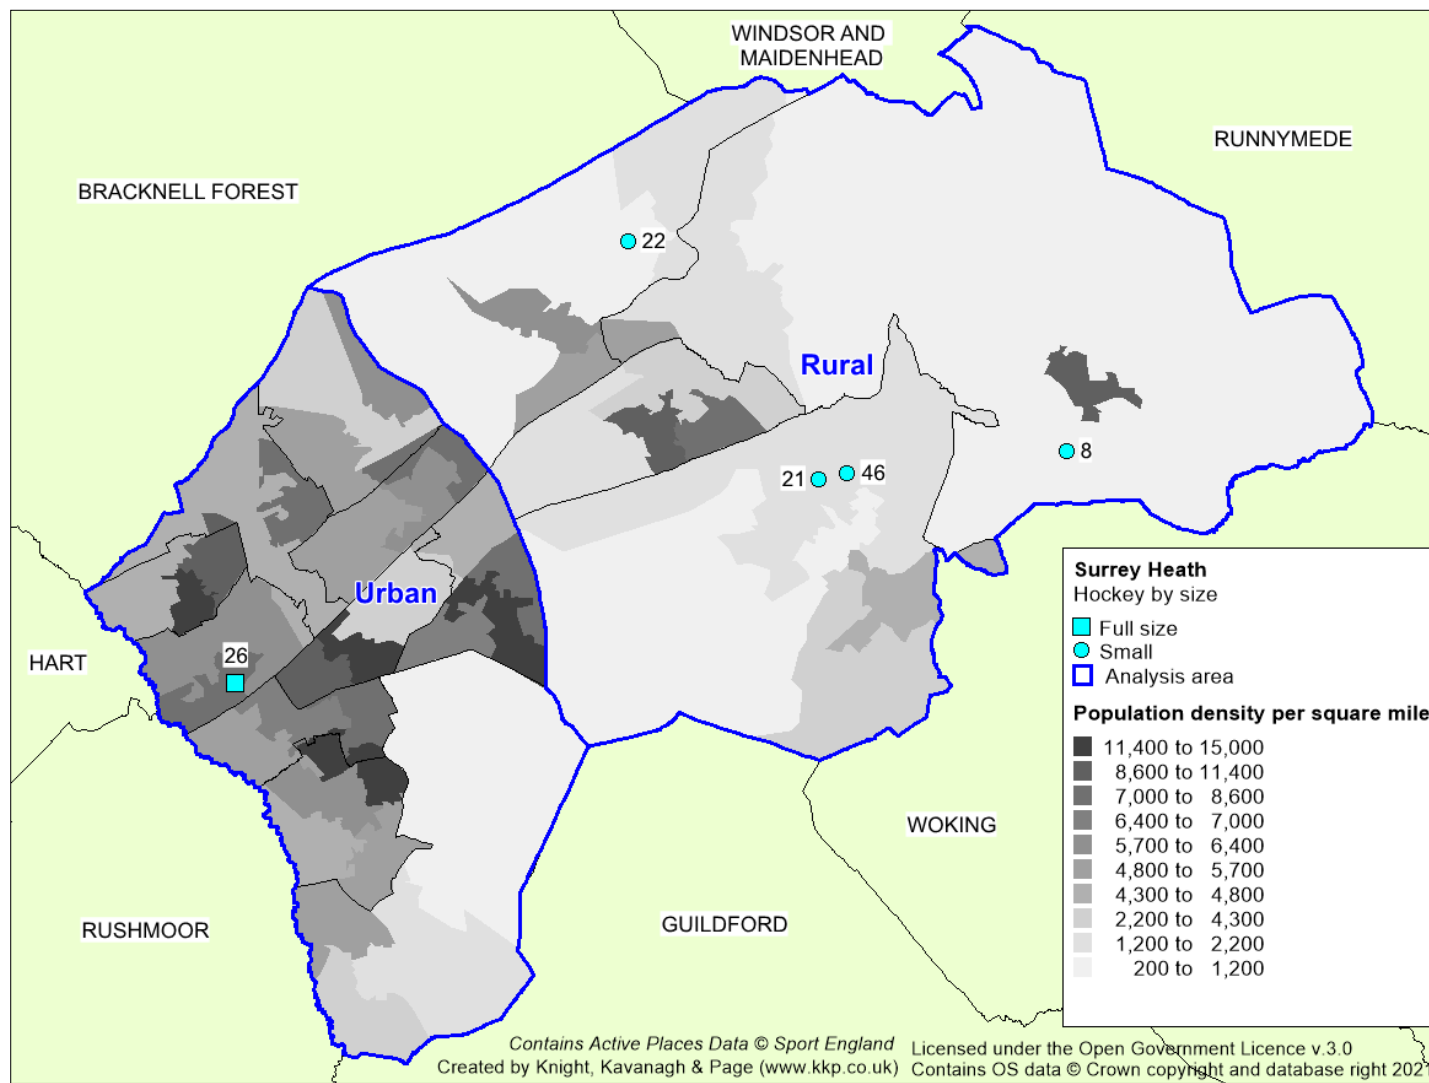 WINDSOR AND
MAIDENHEAD
RUNNYMEDE
BRACKNELL FOREST
22
Rural
8
21
46
Urban
26
HART
WOKING
RUSHMOOR
GUILDFORD
Surrey Heath
Hockey by size
Full size
Small
Analysis area
Population density per square mile
11,400 to 15,000
8,600 to 11,400
7,000 to 8,600
6,400 to 7,000
5,700 to 6,400
4,800 to 5,700
4,300 to 4,800
2,200 to 4,300
1,200 to 2,200
200 to 1,200
Contains Active Places Data © Sport England
Created by Knight, Kavanagh & Page (www.kkp.co.uk)
Licensed under the Open Government Licence v.3.0
Contains OS data © Crown copyright and database right 2021